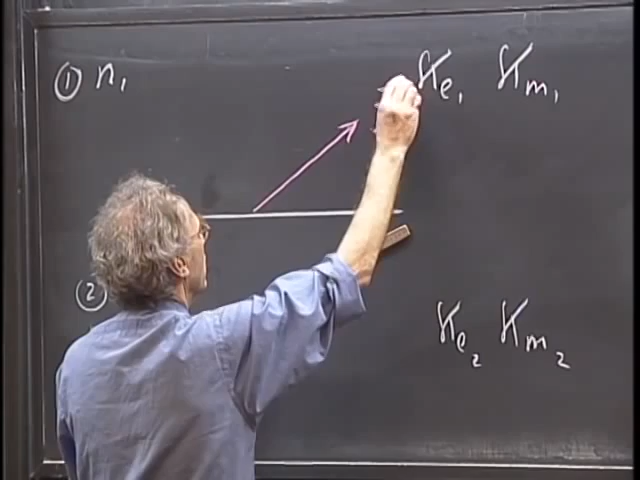 ① n₁ 𝒦e₁ 𝒦m₁
② 𝒦e₂ 𝒦m₂